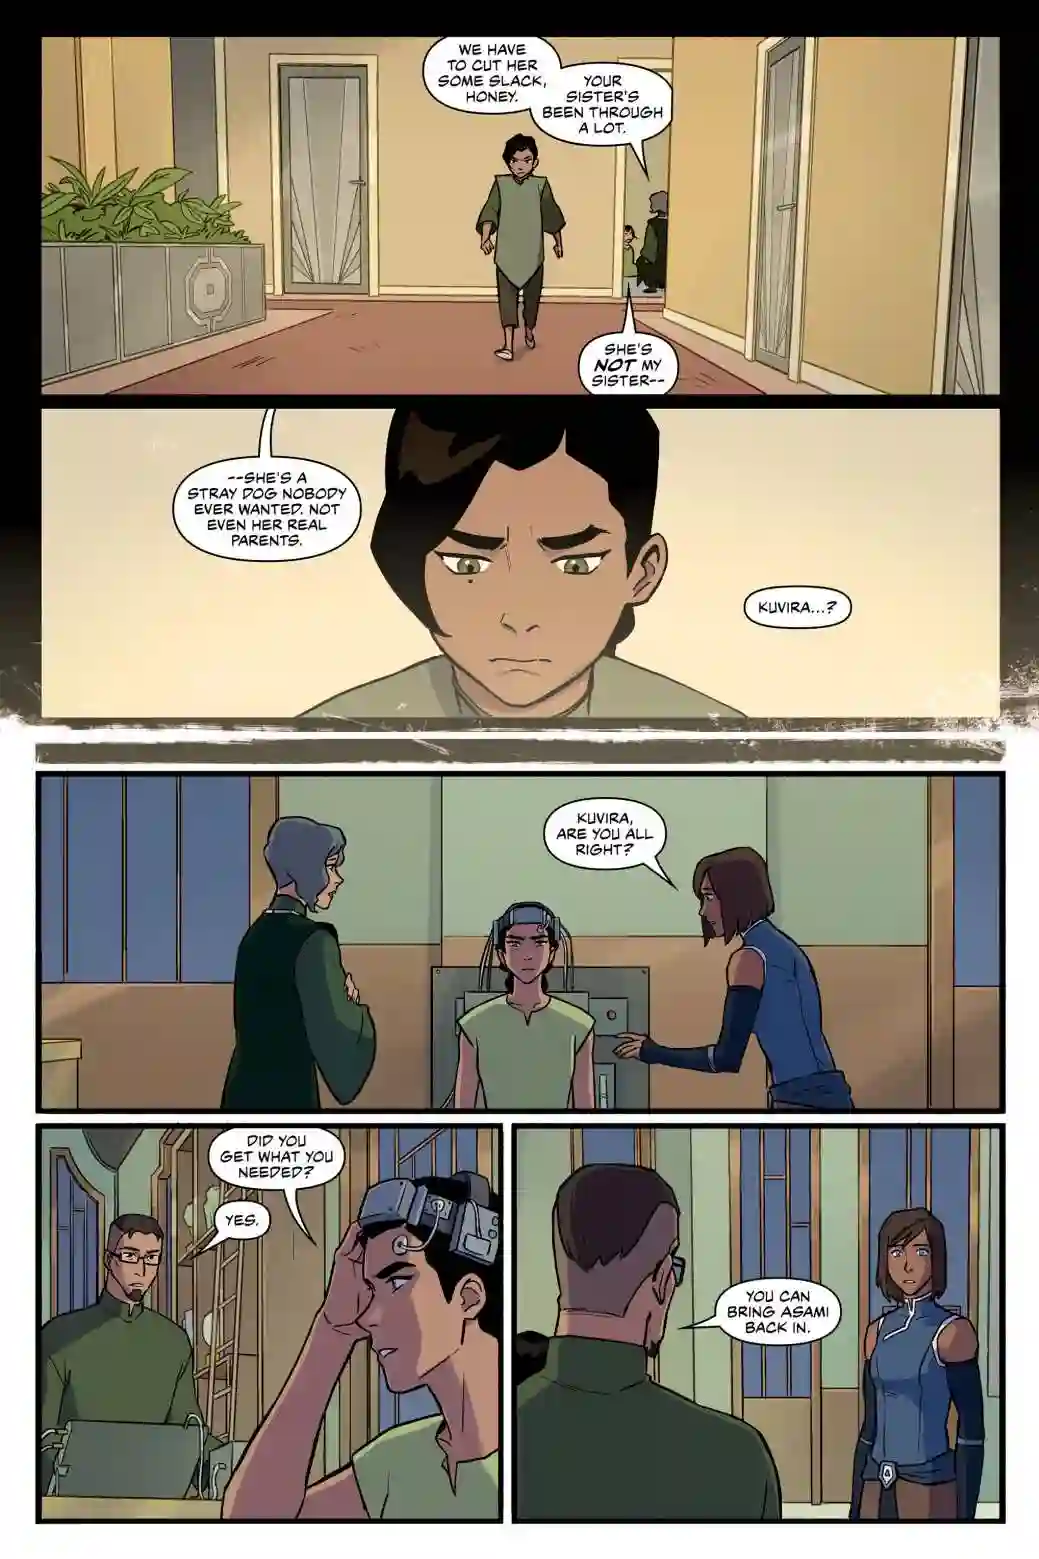 WE HAVE
TO CUT HER
SOME SLACK,
HONEY.
YOUR
SISTER'S
BEEN THROUGH
A LOT.
SHE'S
NOT MY
SISTER--
--SHE'S A
STRAY DOG NOBODY
EVER WANTED. NOT
EVEN HER REAL
PARENTS.
KUVIRA...?
KUVIRA,
ARE YOU ALL
RIGHT?
DID YOU
GET WHAT YOU
NEEDED?
YES.
YOU CAN
BRING ASAMI
BACK IN.